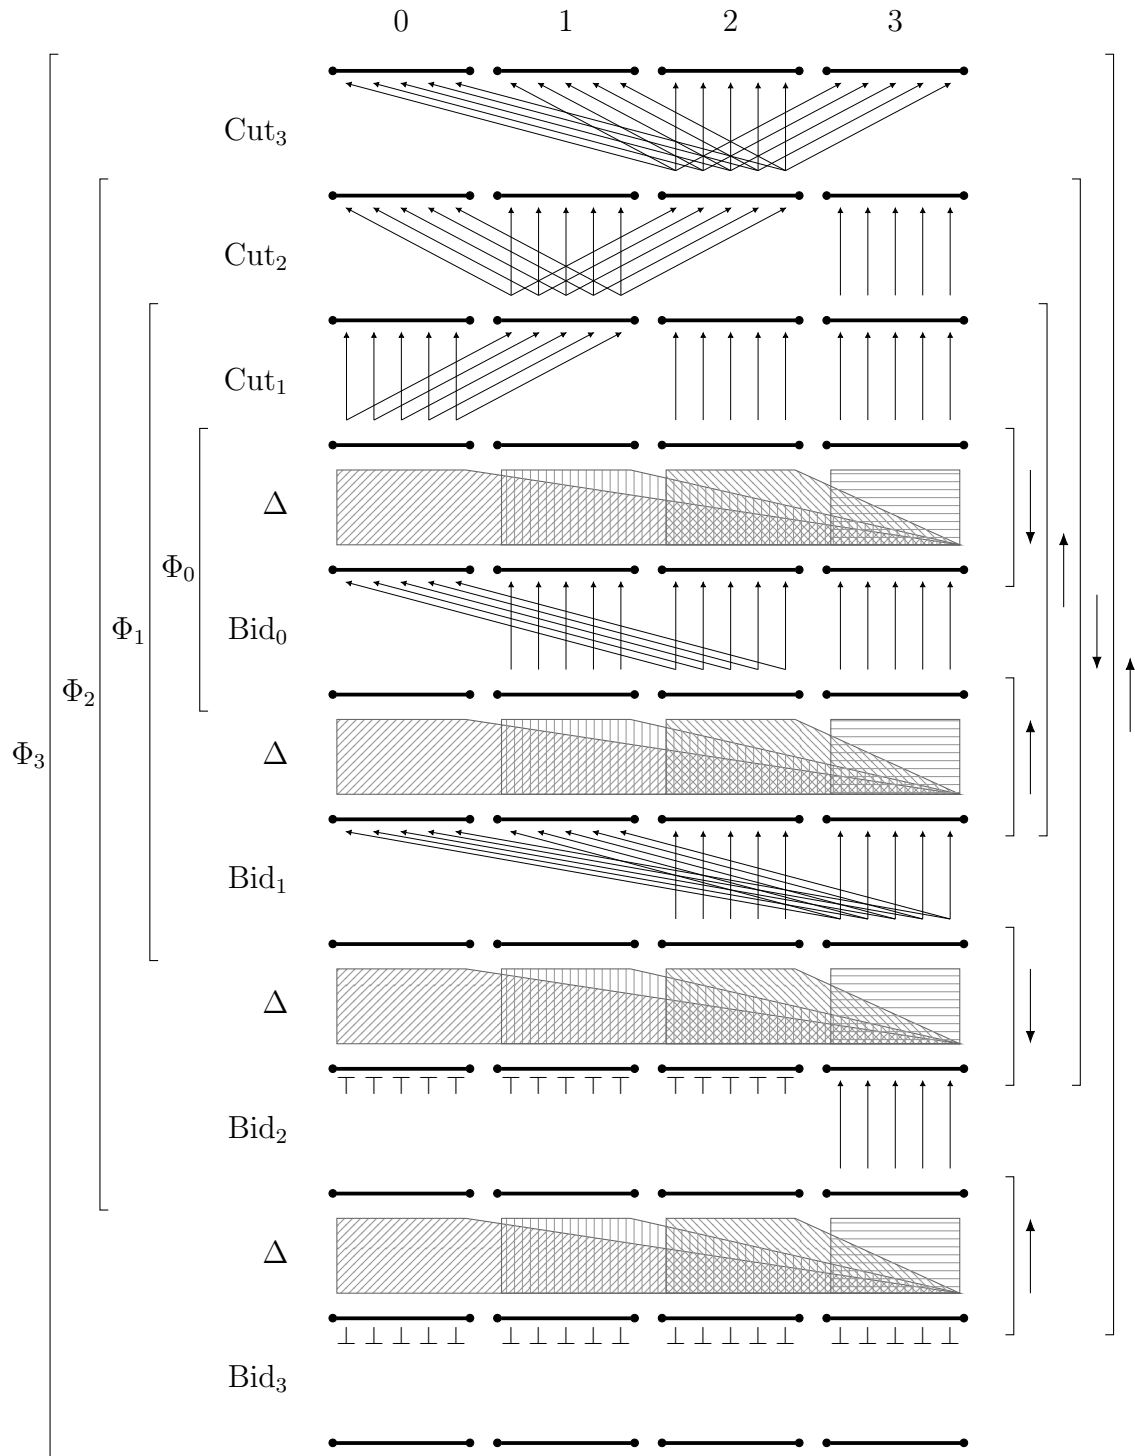 0 1 2 3
Cut₃
Cut₂
Cut₁
Δ
Φ₀
Bid₀
Φ₁
Φ₂
Δ
Φ₃
Bid₁
Δ
⊤ ⊤ ⊤ ⊤ ⊤ ⊤ ⊤ ⊤ ⊤ ⊤ ⊤ ⊤ ⊤ ⊤ ⊤
Bid₂
Δ
⊥ ⊥ ⊥ ⊥ ⊥ ⊥ ⊥ ⊥ ⊥ ⊥ ⊥ ⊥ ⊥ ⊥ ⊥ ⊥ ⊥ ⊥ ⊥ ⊥
Bid₃